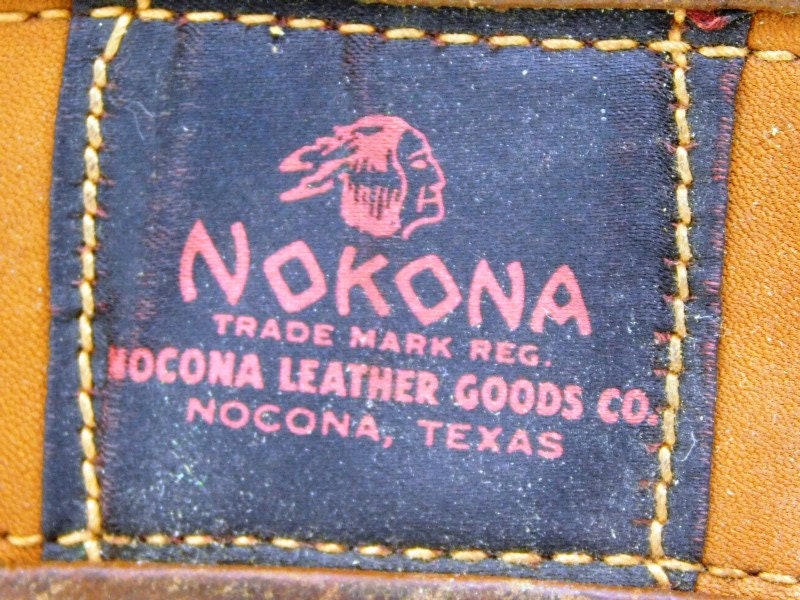 NOKONA
TRADE MARK REG.
NOCONA LEATHER GOODS CO.
NOCONA, TEXAS